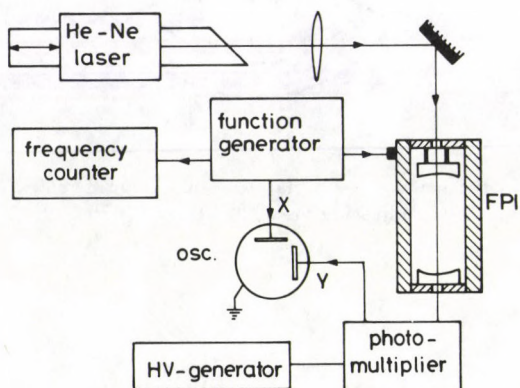 He-Ne
laser
function
generator
frequency
counter
FPI
X
osc.
Y
HV-generator
photo-
multiplier